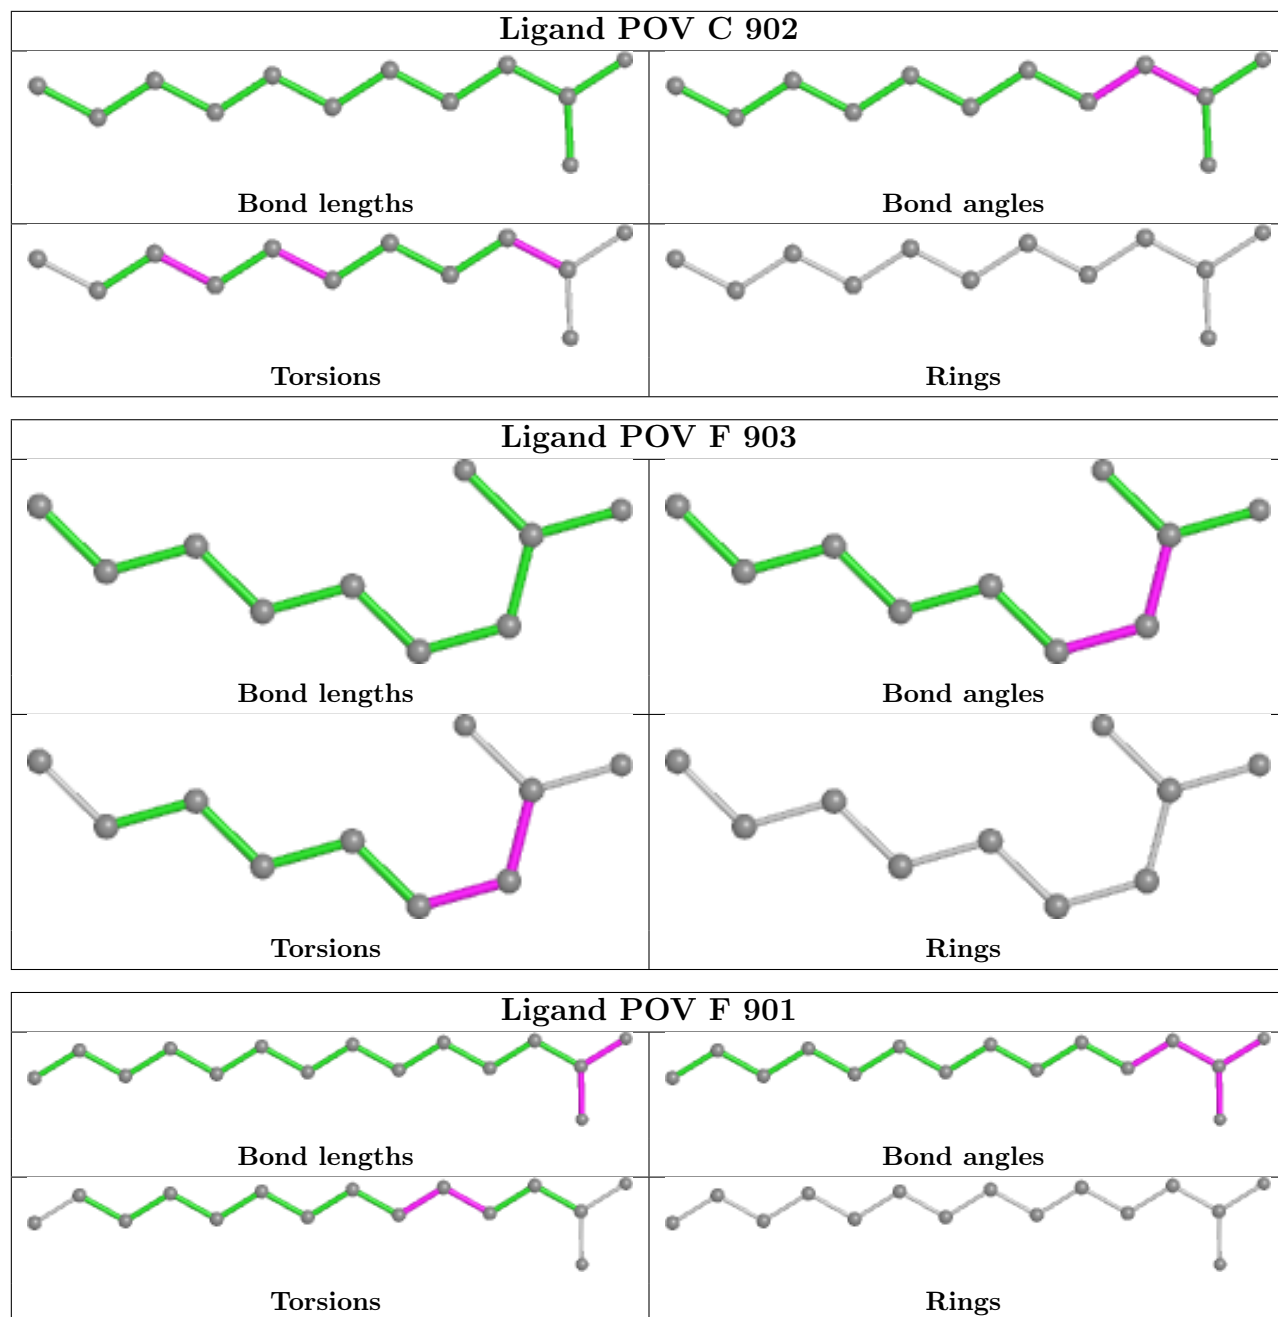 Ligand POV C 902
Bond lengths
Bond angles
Torsions
Rings
Ligand POV F 903
Bond lengths
Bond angles
Torsions
Rings
Ligand POV F 901
Bond lengths
Bond angles
Torsions
Rings